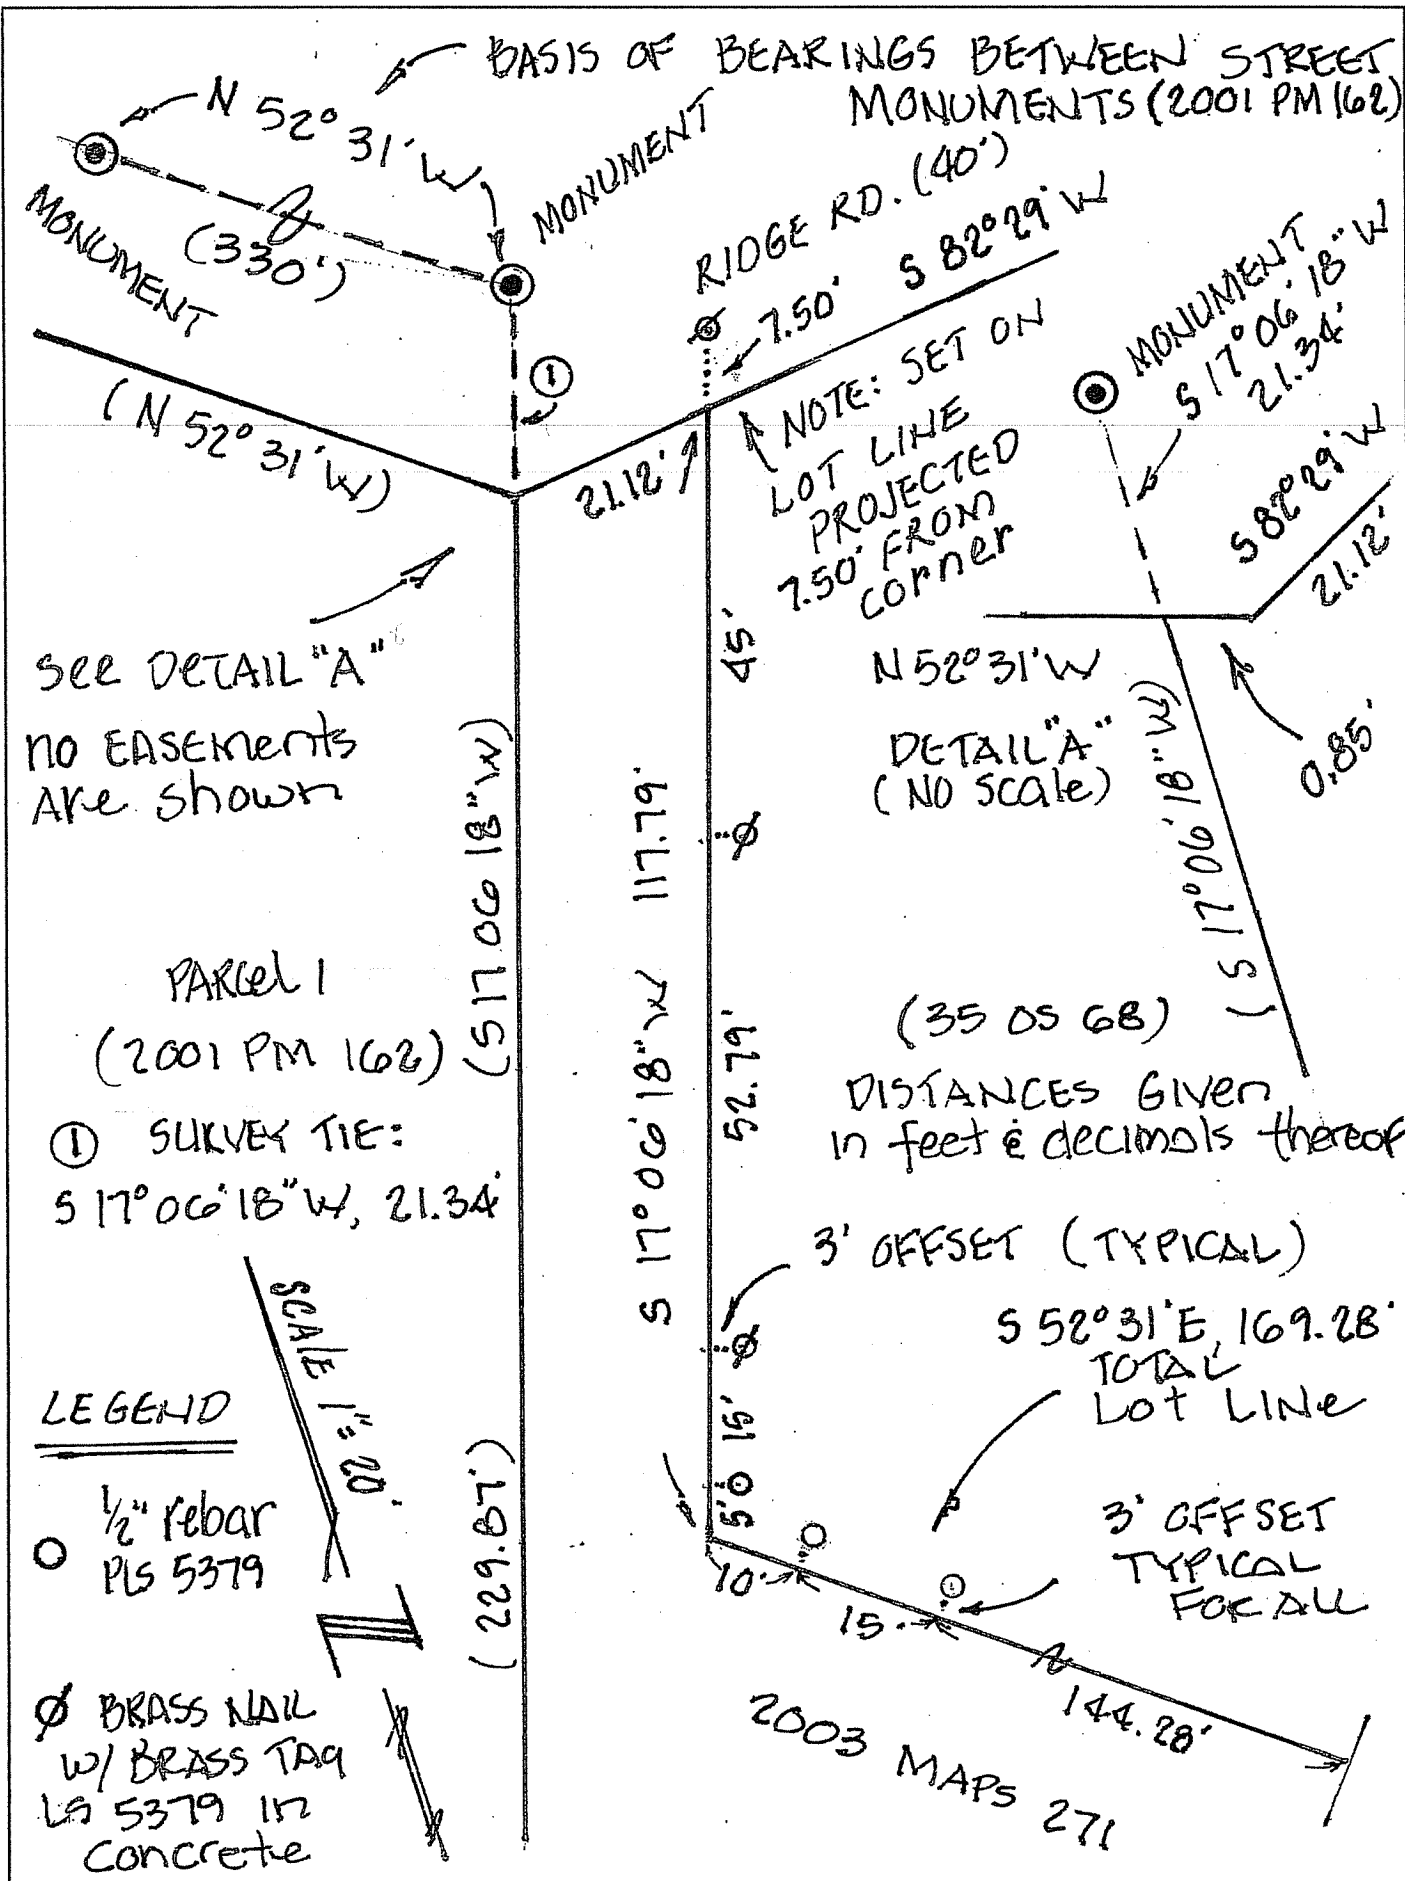 BASIS OF BEARINGS BETWEEN STREET
MONUMENTS (2001 PM 162)
N 52° 31' W
MONUMENT
MONUMENT
(330')
(N 52° 31' W)
RIDGE RD. (40')
S 82° 29' W
7.50'
①
21.12'
NOTE: SET ON
LOT LINE
PROJECTED
7.50' FROM
corner
MONUMENT
S 17° 06' 18" W
21.34'
S 82° 29' W
21.12'
N 52° 31' W
DETAIL "A"
(NO Scale)
0.85'
(S 17° 06' 18" W)
See DETAIL "A"
no EASEMents
Are shown
(S 17 06 18" W)
45'
S 17° 06' 18" W 117.79'
52.79'
PARCel 1
(2001 PM 162)
① SURVEY TIE:
S 17° 06' 18" W, 21.34'
(35 OS 68)
DISTANCES GIVen
in feet & decimals thereof
3' OFFSET (TYPICAL)
S 52° 31' E, 169.28'
TOTAL
Lot LINe
SCALE 1"= 20'
LEGEND
1/2" rebar
PLS 5379
Ø BRASS NAIL
W/ BRASS TAg
LS 5379 in
Concrete
(229.87')
5' 15'
10'
15'
3' OFFSET
TYPICAL
FOR ALL
144.28'
2003 MAPS 271